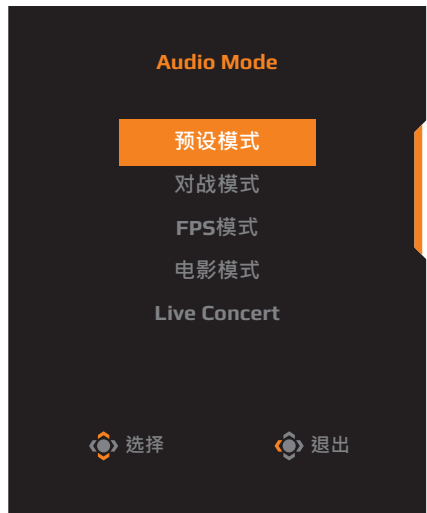 Audio Mode
预设模式
对战模式
FPS模式
电影模式
Live Concert
选择 退出